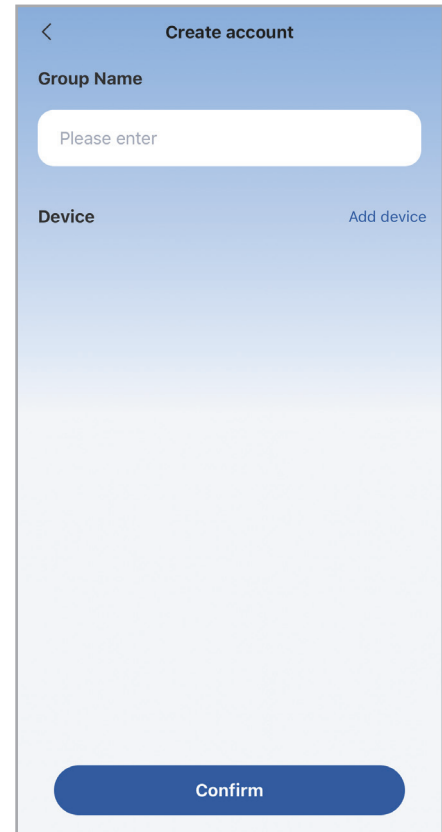 Create account
Group Name
Please enter
Device Add device
Confirm